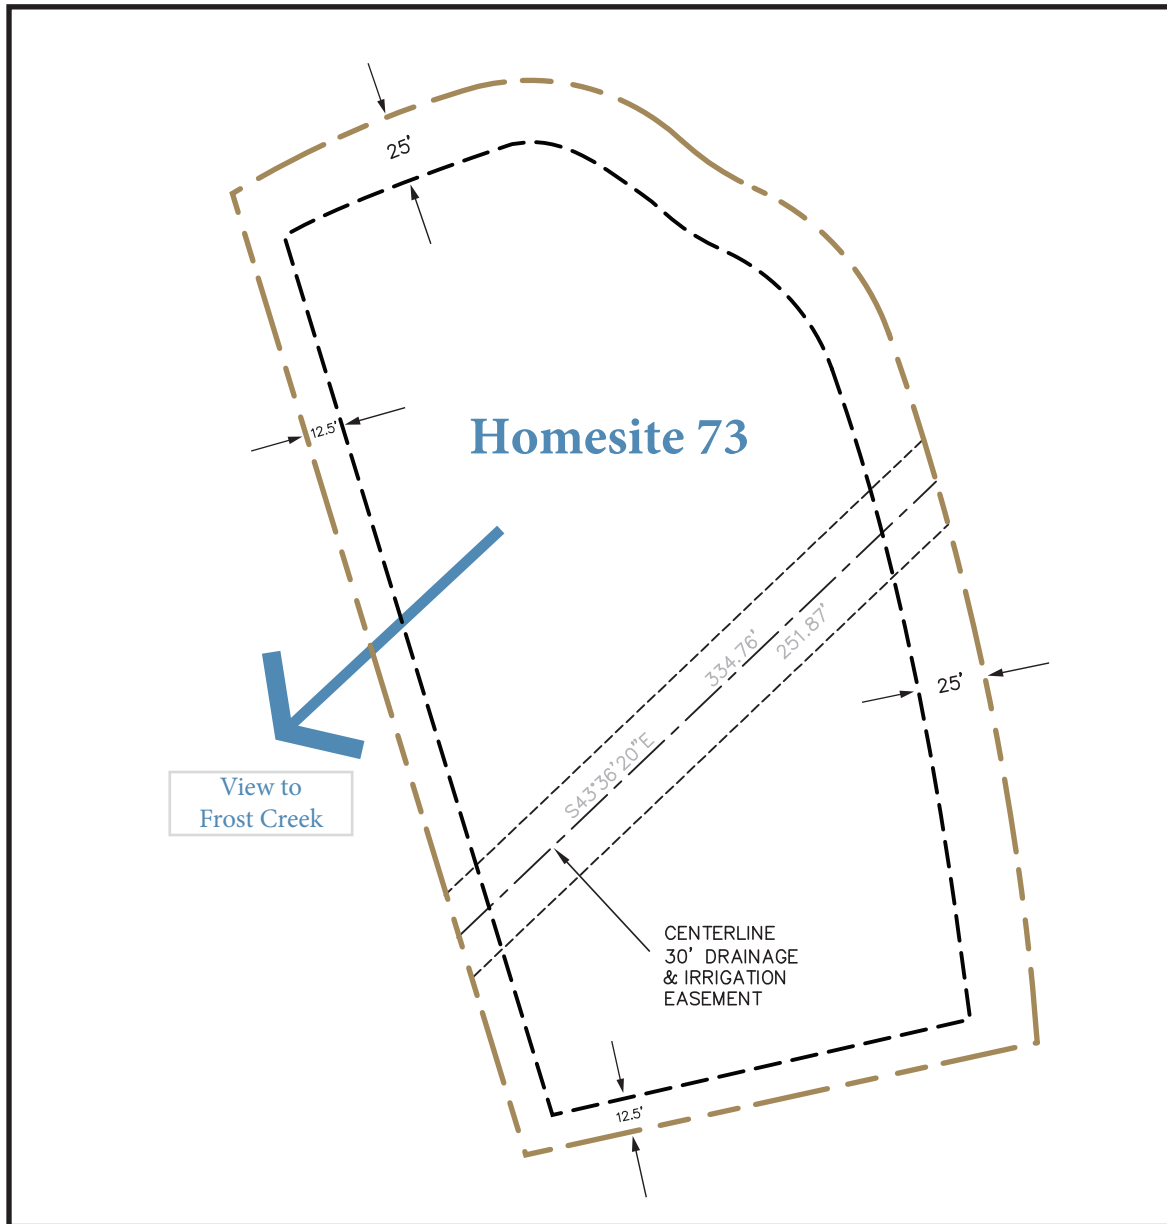 25'
12.5'
Homesite 73
334.76'
251.87'
S43°36'20"E
25'
View to
Frost Creek
CENTERLINE
30' DRAINAGE
& IRRIGATION
EASEMENT
12.5'